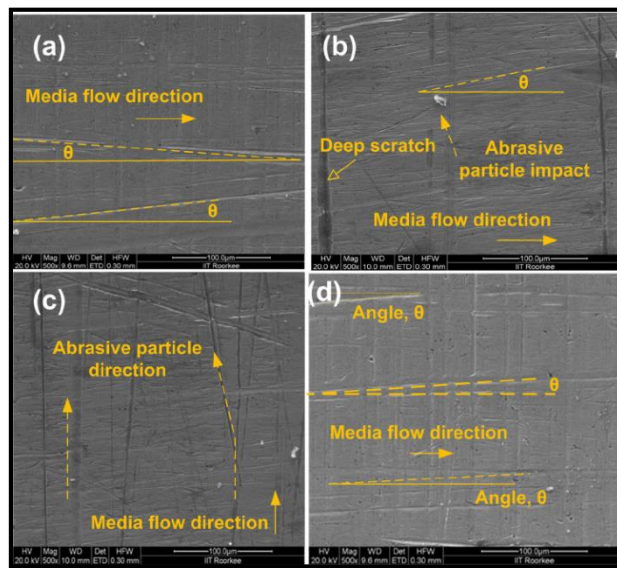 (a)
Media flow direction
θ
θ
HV Mag WD Det HFW 100.0μm
20.0 kV 500x 9.6 mm ETD 0.30 mm IIT Roorkee
(b)
θ
Deep scratch
Abrasive
particle impact
Media flow direction
HV Mag WD Det HFW 100.0μm
20.0 kV 500x 10.0 mm ETD 0.30 mm IIT Roorkee
(c)
Abrasive particle
direction
Media flow direction
HV Mag WD Det HFW 100.0μm
20.0 kV 500x 10.0 mm ETD 0.30 mm IIT Roorkee
(d)
Angle, θ
θ
Media flow direction
Angle, θ
HV Mag WD Det HFW 100.0μm
20.0 kV 500x 9.6 mm ETD 0.30 mm IIT Roorkee